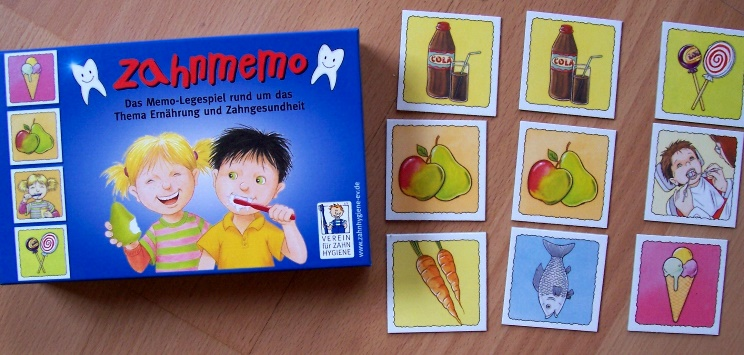 zahnmemo
Das Memo-Legespiel rund um das
Thema Ernährung und Zahngesundheit
VEREIN
für ZAHN
HYGIENE
www.zahnhygiene-ev.de
COLA
COLA